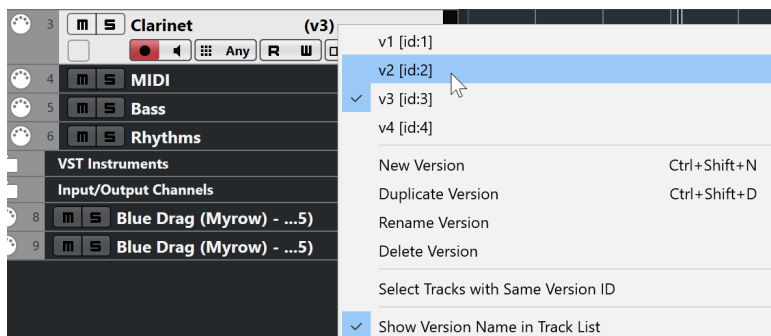 3 m S Clarinet (v3)
Any R W
4 m S MIDI
5 m S Bass
6 m S Rhythms
VST Instruments
Input/Output Channels
8 m S Blue Drag (Myrow) - ...5)
9 m S Blue Drag (Myrow) - ...5)
v1 [id:1]
v2 [id:2]
v3 [id:3]
v4 [id:4]
New Version Ctrl+Shift+N
Duplicate Version Ctrl+Shift+D
Rename Version
Delete Version
Select Tracks with Same Version ID
Show Version Name in Track List